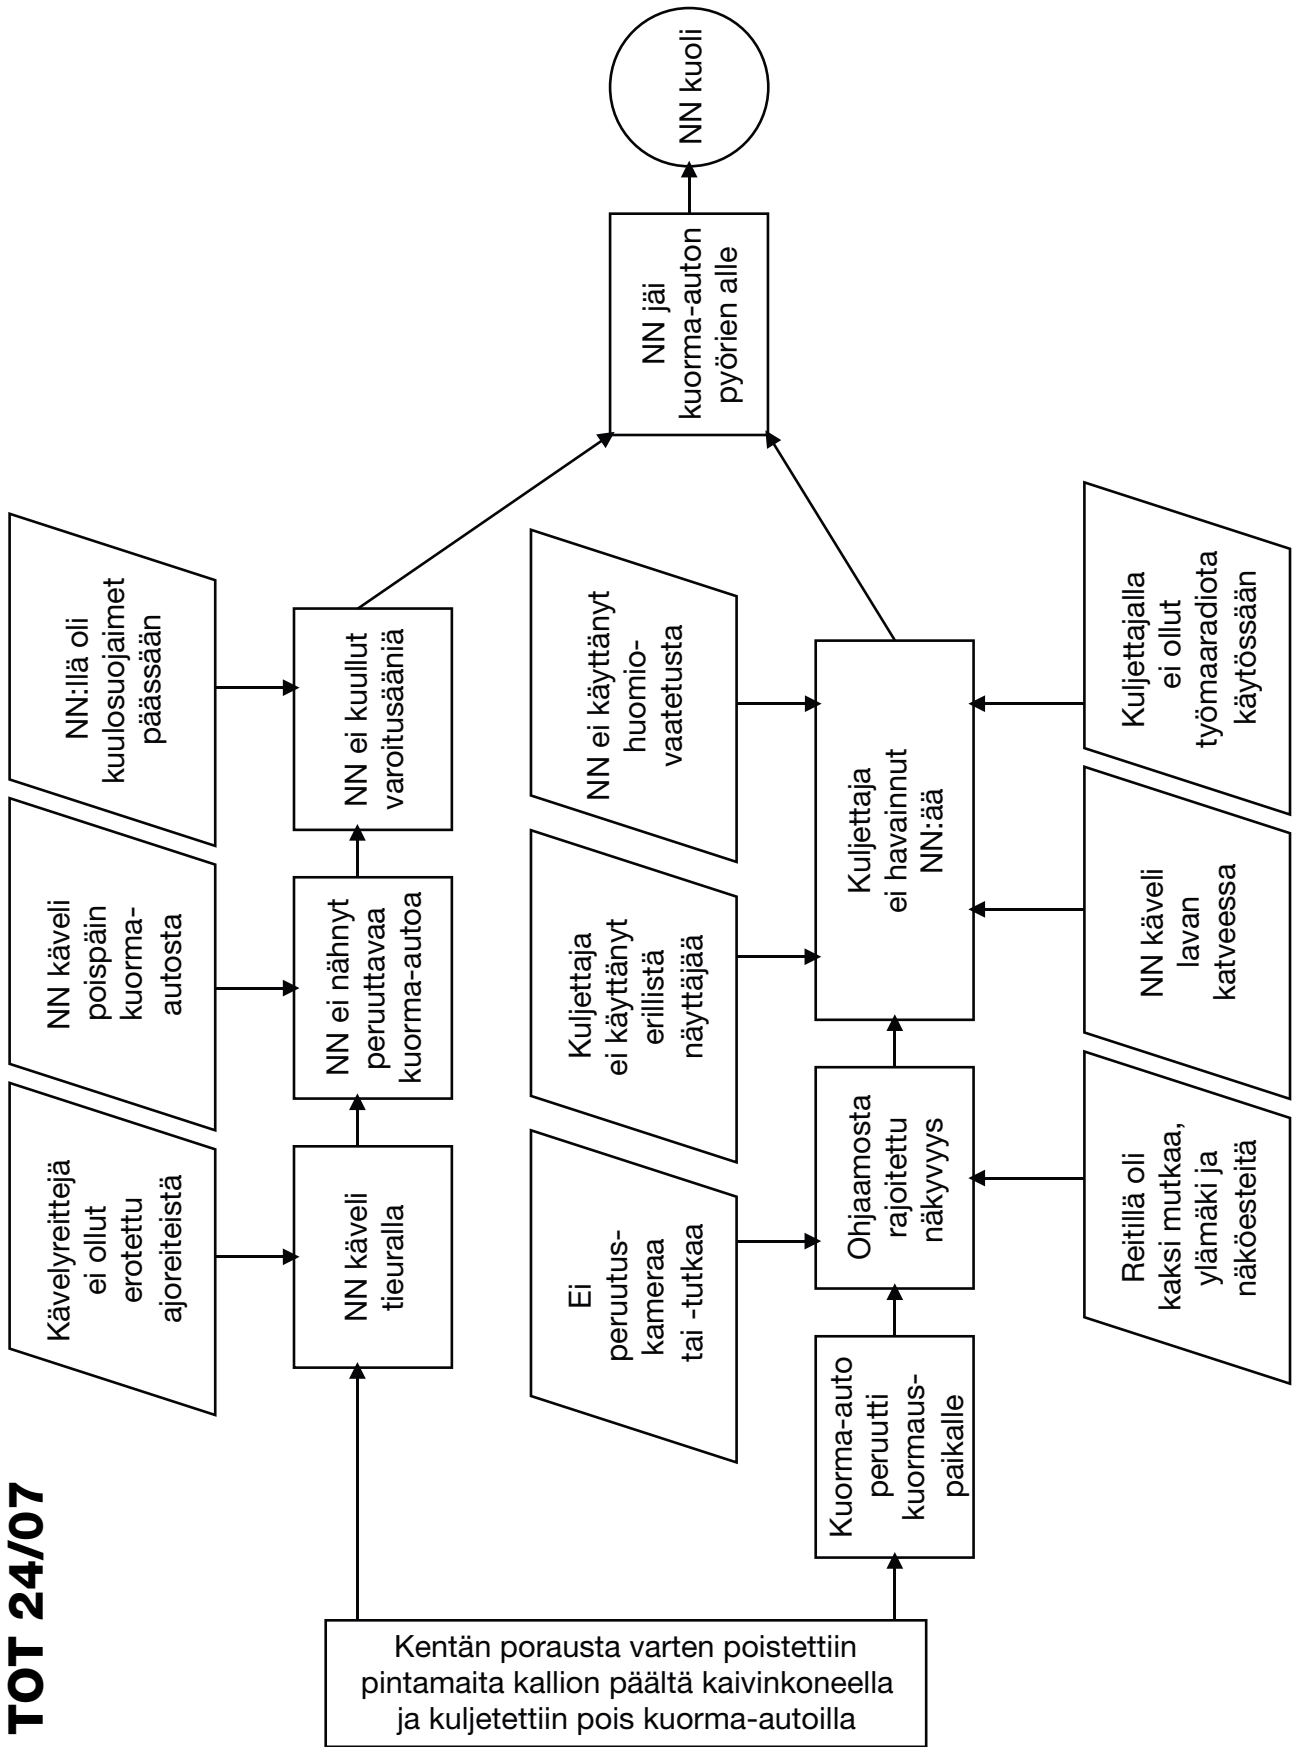 TOT 24/07
Kentän porausta varten poistettiin
pintamaita kallion päältä kaivinkoneella
ja kuljetettiin pois kuorma-autoilla
Kävelyreittejä
ei ollut
erotettu
ajoreiteistä
NN käveli
poispäin
kuorma-
autosta
NN:llä oli
kuulosuojaimet
päässään
NN käveli
tieuralla
NN ei nähnyt
peruuttavaa
kuorma-autoa
NN ei kuullut
varoitusääniä
Ei
peruutus-
kameraa
tai -tutkaa
Kuljettaja
ei käyttänyt
erillistä
näyttäjää
NN ei käyttänyt
huomio-
vaatetusta
NN jäi
kuorma-auton
pyörien alle
NN kuoli
Kuorma-auto
peruutti
kuormaus-
paikalle
Ohjaamosta
rajoitettu
näkyvyys
Kuljettaja
ei havainnut
NN:ää
Reitillä oli
kaksi mutkaa,
ylämäki ja
näköesteitä
NN käveli
lavan
katveessa
Kuljettajalla
ei ollut
työmaaradiota
käytössään